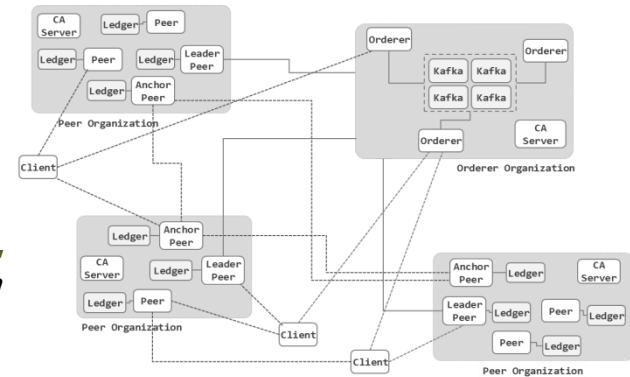 CA
Server
Ledger
Peer
Ledger
Peer
Ledger
Leader
Peer
Ledger
Anchor
Peer
Peer Organization
Orderer
Orderer
Kafka
Kafka
Kafka
Kafka
Orderer
CA
Server
Orderer Organization
Client
Ledger
Anchor
Peer
CA
Server
Ledger
Leader
Peer
Ledger
Peer
Peer Organization
Client
Client
Anchor
Peer
Ledger
CA
Server
Leader
Peer
Ledger
Peer
Ledger
Peer
Ledger
Peer Organization